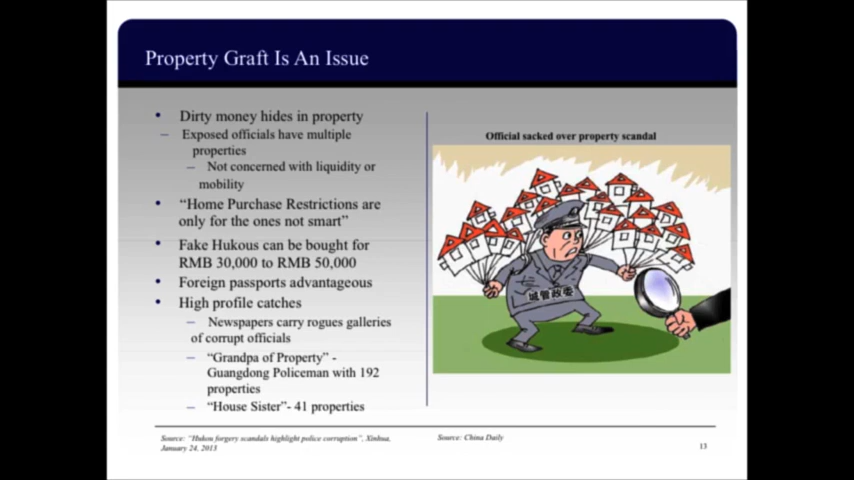 Property Graft Is An Issue
• Dirty money hides in property
– Exposed officials have multiple
properties
– Not concerned with liquidity or
mobility
• “Home Purchase Restrictions are
only for the ones not smart”
• Fake Hukous can be bought for
RMB 30,000 to RMB 50,000
• Foreign passports advantageous
• High profile catches
– Newspapers carry rogues galleries
of corrupt officials
– “Grandpa of Property” -
Guangdong Policeman with 192
properties
– “House Sister”- 41 properties
Official sacked over property scandal
城管政委
Source: “Hukou forgery scandals highlight police corruption”, Xinhua,
January 24, 2013
Source: China Daily
13